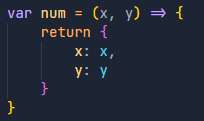 var num = (x, y) => {
    return {
        x: x,
        y: y
    }
}